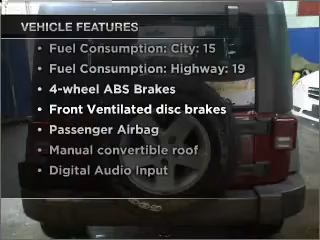 VEHICLE FEATURES
• Fuel Consumption: City: 15
• Fuel Consumption: Highway: 19
• 4-wheel ABS Brakes
• Front Ventilated disc brakes
• Passenger Airbag
• Manual convertible roof
• Digital Audio Input